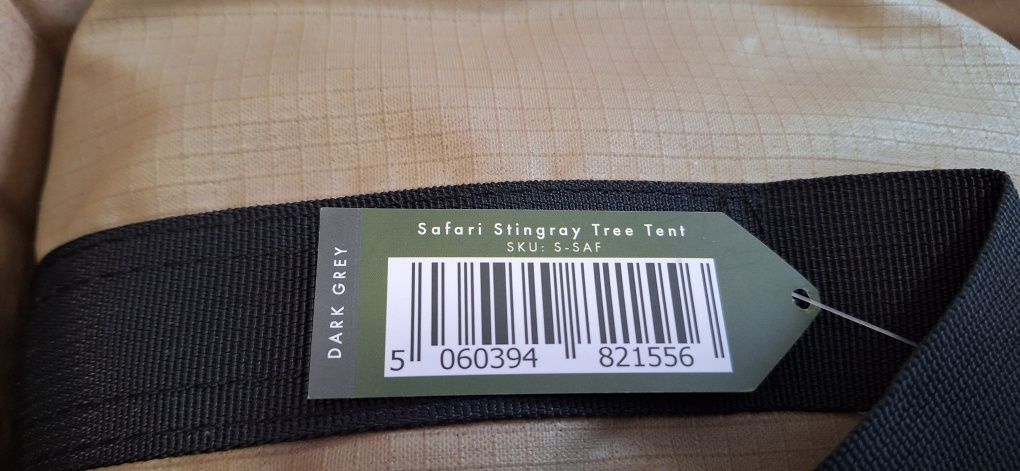 Safari Stingray Tree Tent
SKU: S-SAF
DARK GREY
5 060394 821556